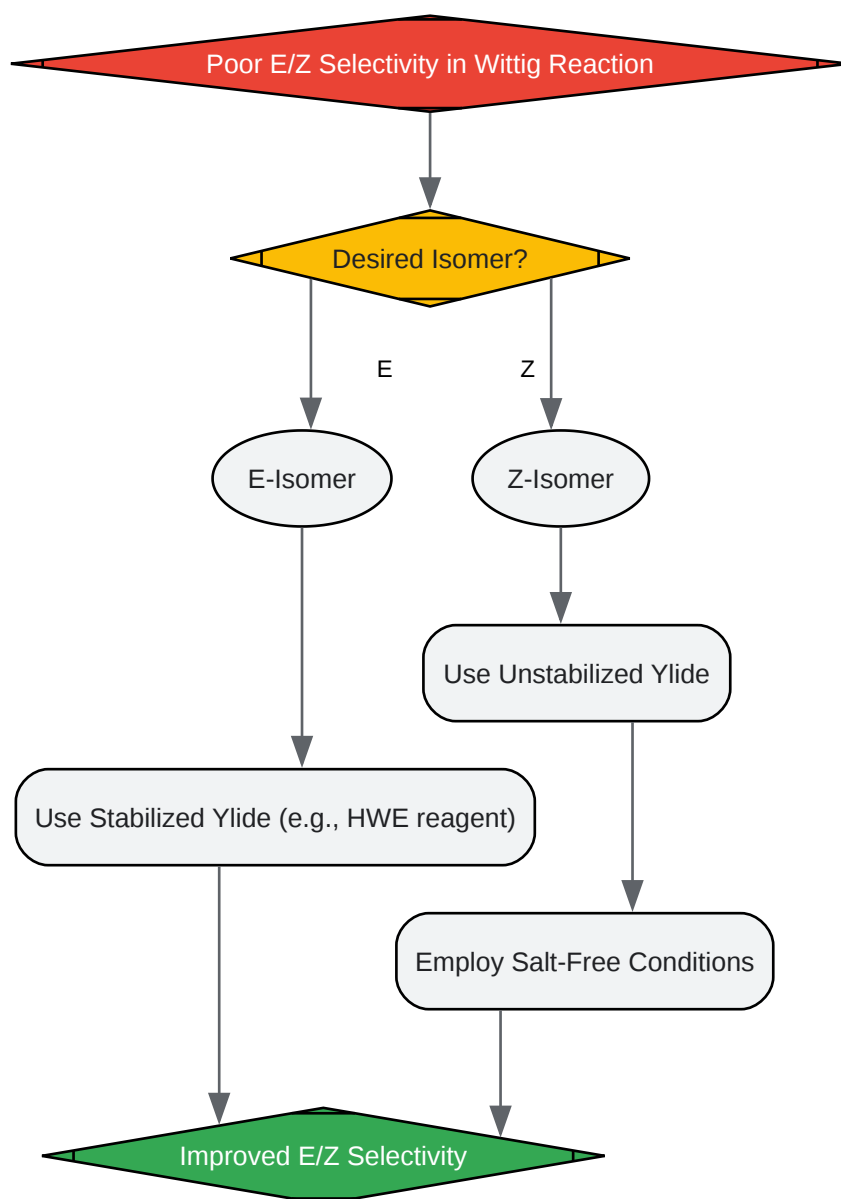 Poor E/Z Selectivity in Wittig Reaction
Desired Isomer?
E
Z
E-Isomer
Z-Isomer
Use Unstabilized Ylide
Use Stabilized Ylide (e.g., HWE reagent)
Employ Salt-Free Conditions
Improved E/Z Selectivity